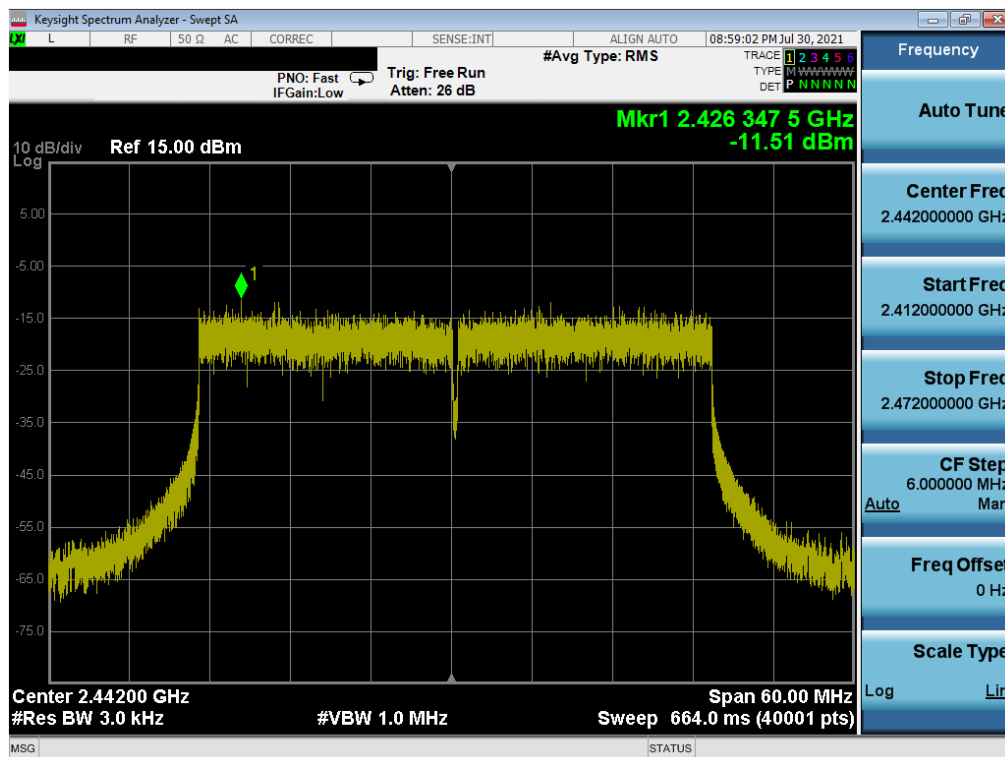 Keysight Spectrum Analyzer - Swept SA
LXI L RF 50 Ω AC CORREC SENSE:INT ALIGN AUTO 08:59:02 PM Jul 30, 2021
#Avg Type: RMS
TRACE 1 2 3 4 5 6
TYPE M W W W W W
DET P N N N N N
PNO: Fast Trig: Free Run
IFGain:Low Atten: 26 dB
Mkr1 2.426 347 5 GHz
-11.51 dBm
10 dB/div Ref 15.00 dBm
Log
5.00
-5.00
1
-15.0
-25.0
-35.0
-45.0
-55.0
-65.0
-75.0
Center 2.44200 GHz Span 60.00 MHz
#Res BW 3.0 kHz #VBW 1.0 MHz Sweep 664.0 ms (40001 pts)
MSG STATUS
Frequency
Auto Tune
Center Freq
2.442000000 GHz
Start Freq
2.412000000 GHz
Stop Freq
2.472000000 GHz
CF Step
6.000000 MHz
Auto Man
Freq Offset
0 Hz
Scale Type
Log Lin